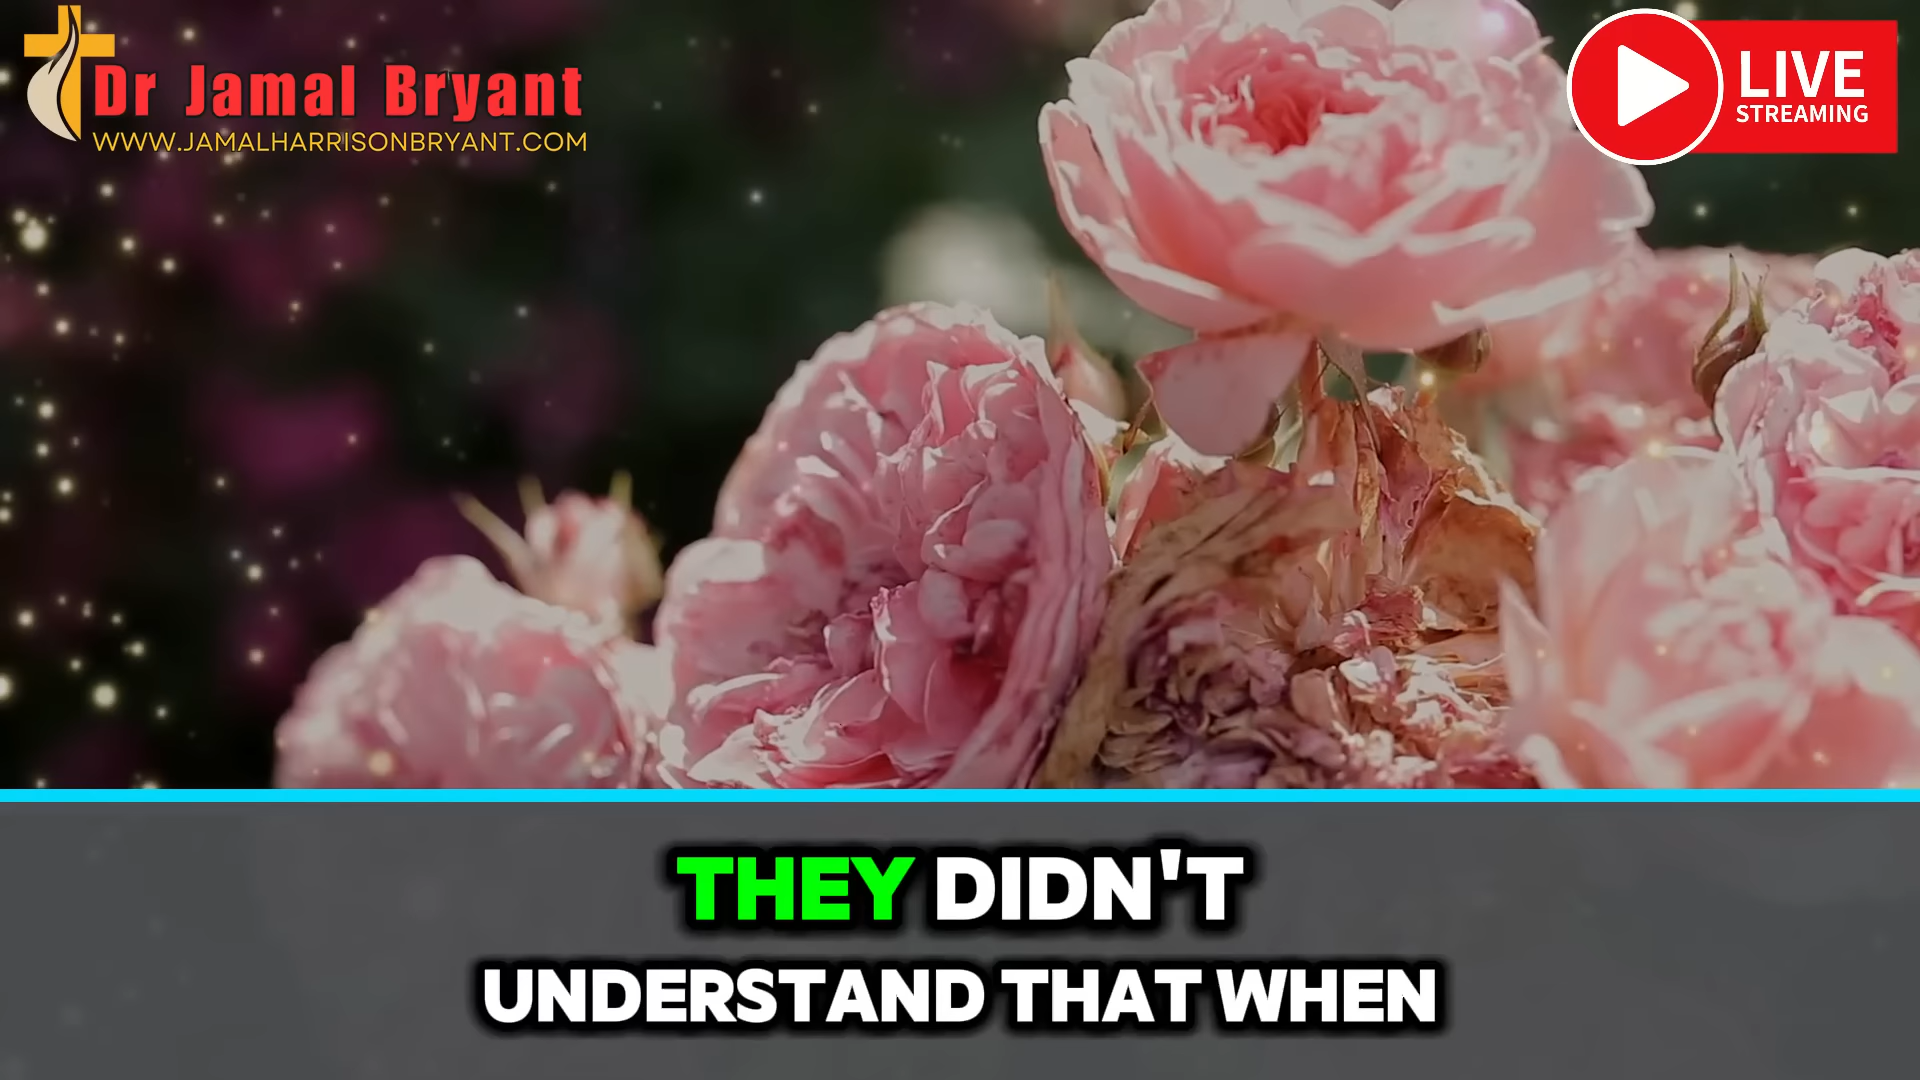 Dr Jamal Bryant
WWW.JAMALHARRISONBRYANT.COM
LIVE
STREAMING
THEY DIDN'T
UNDERSTAND THAT WHEN